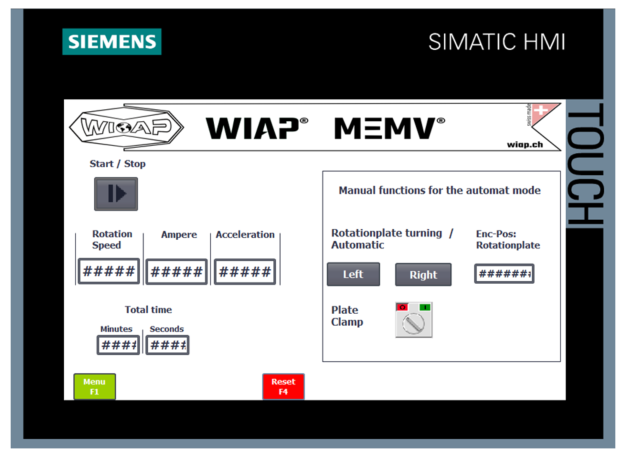 SIEMENS
SIMATIC HMI
TOUCH
WIAP
WIAP® MEMV®
swiss made
wiap.ch
Start / Stop
Manual functions for the automat mode
Rotation Speed
Ampere
Acceleration
#####
#####
#####
Rotationplate turning / Automatic
Enc-Pos: Rotationplate
Left
Right
######
Total time
Minutes
Seconds
####
####
Plate Clamp
O
I
Menu
F1
Reset
F4